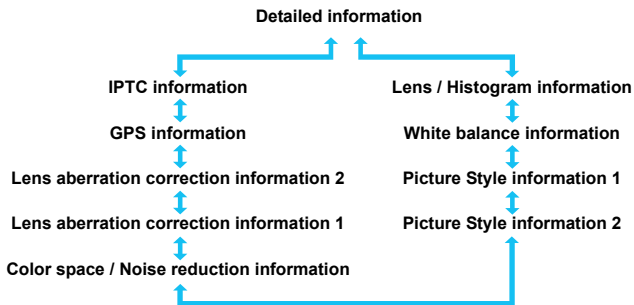 Detailed information
IPTC information
Lens / Histogram information
GPS information
White balance information
Lens aberration correction information 2
Picture Style information 1
Lens aberration correction information 1
Picture Style information 2
Color space / Noise reduction information